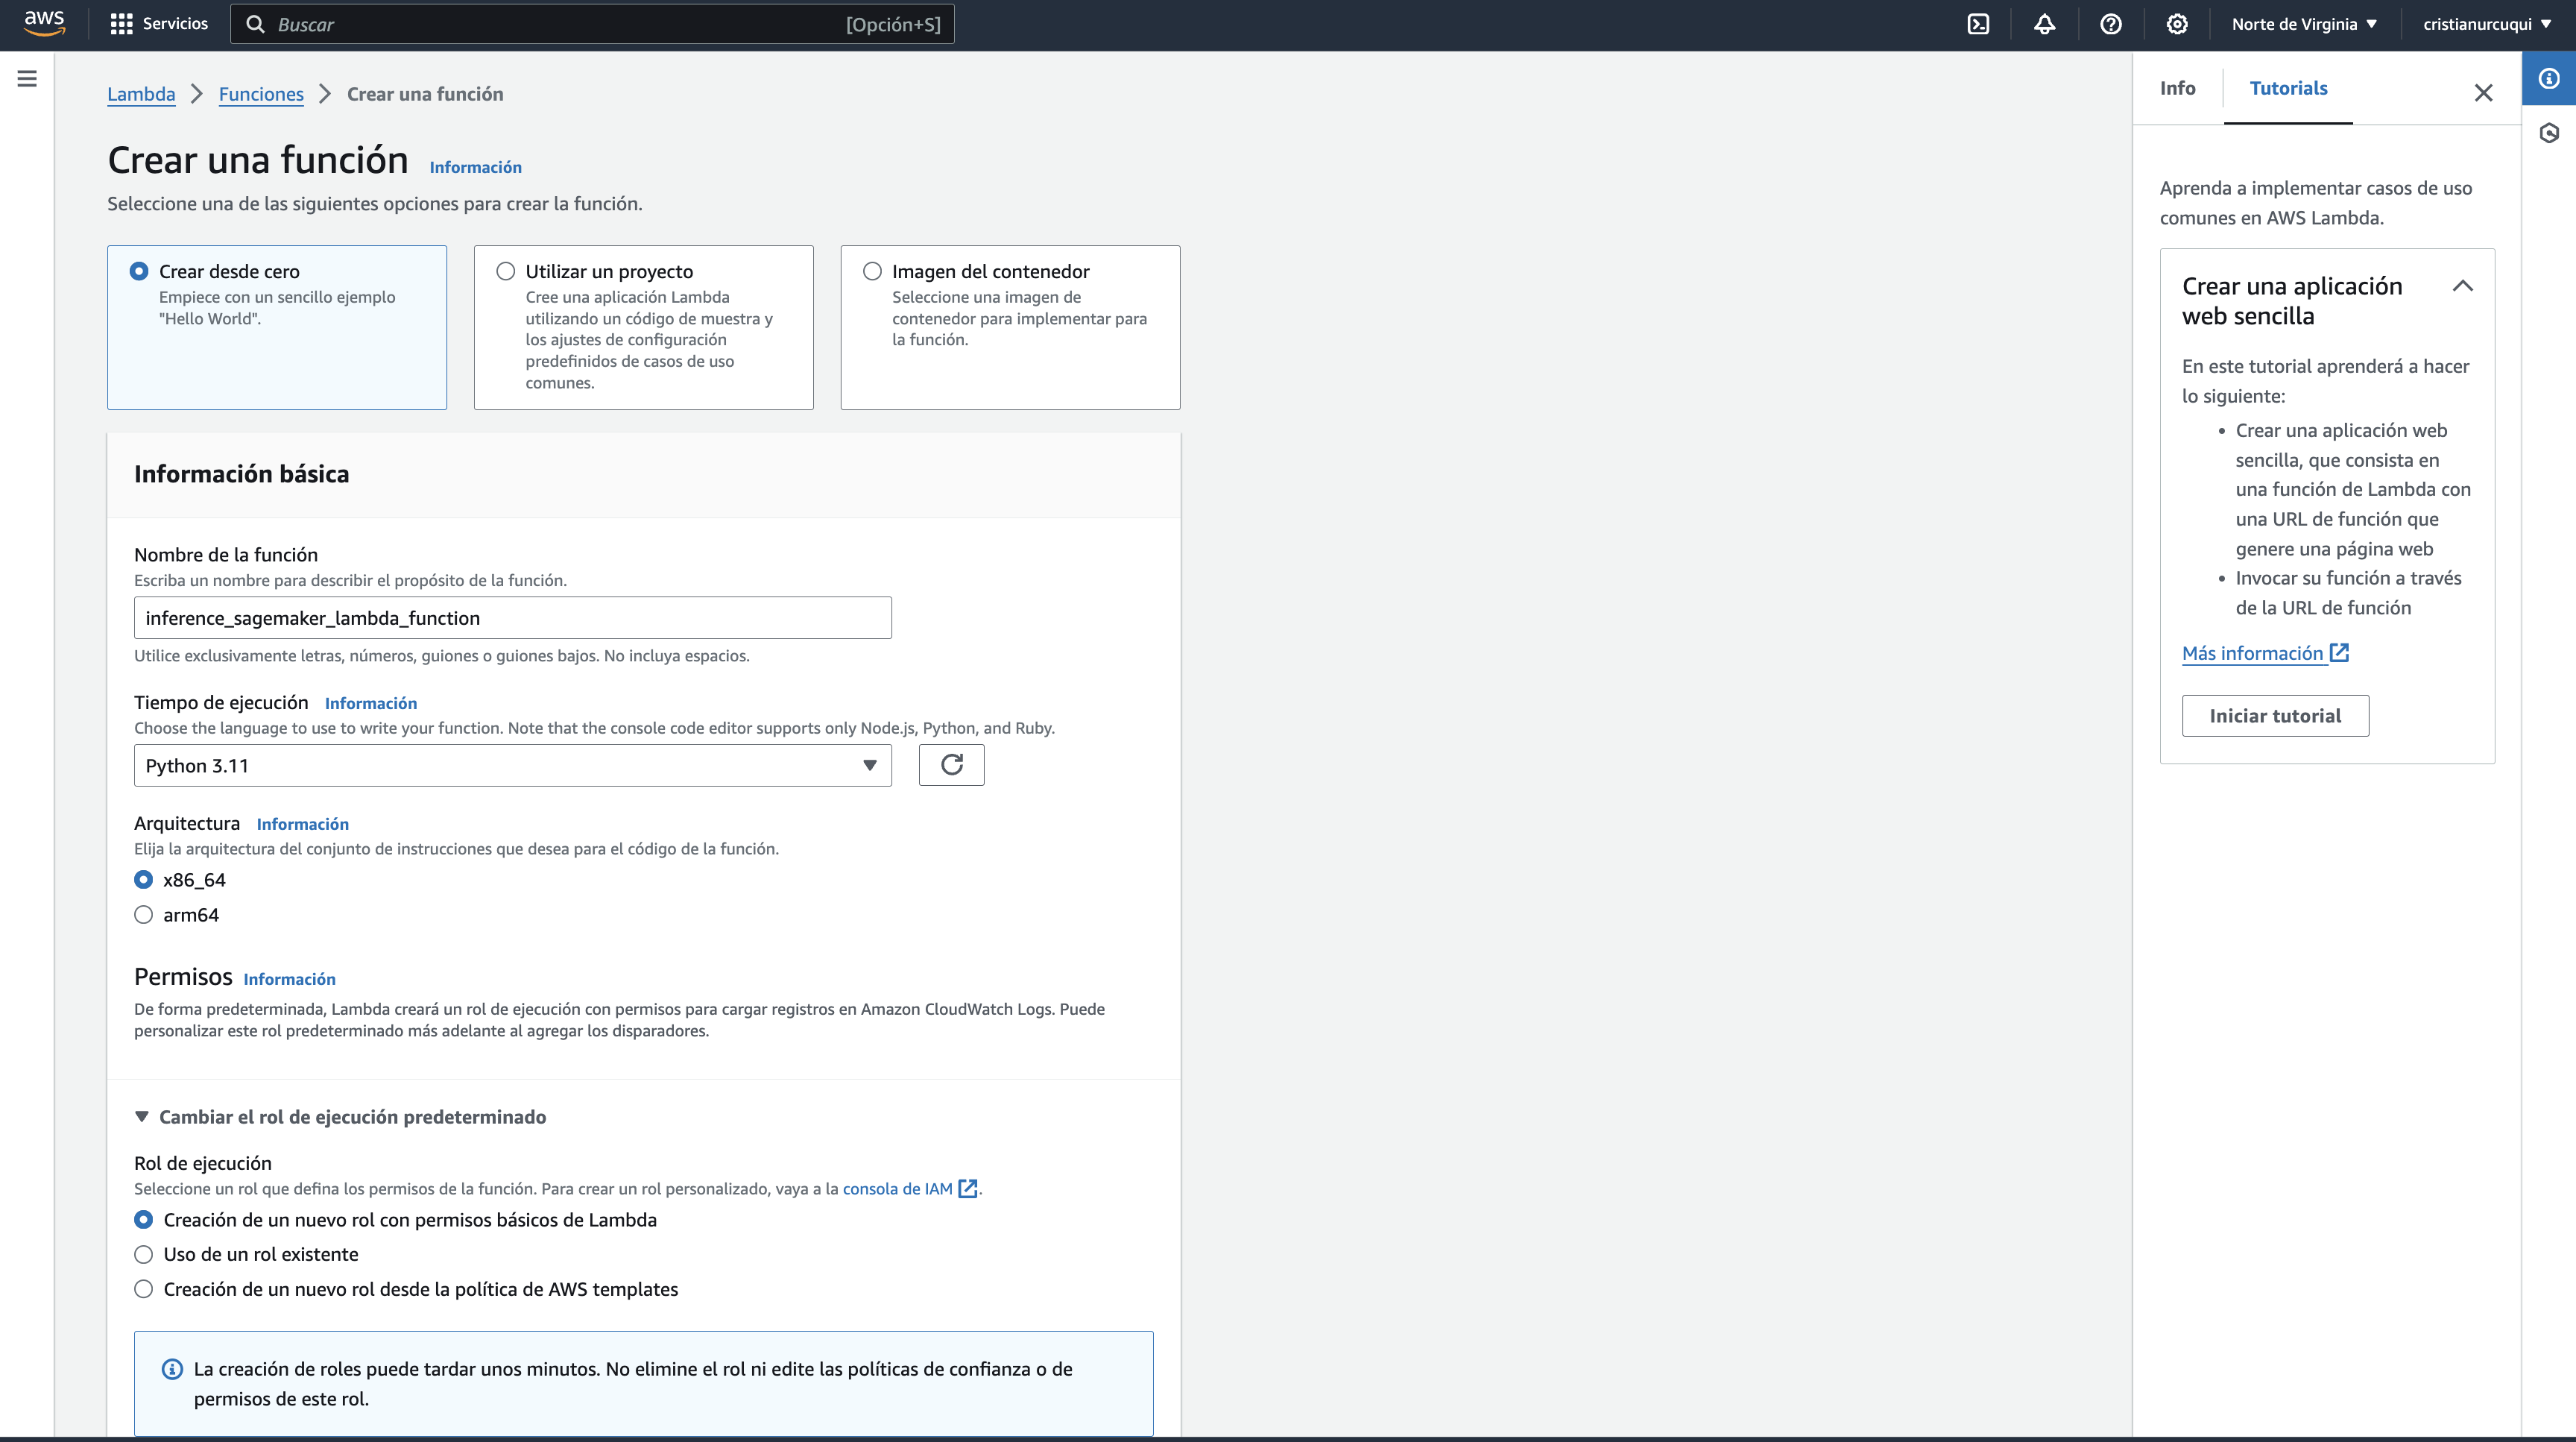 aws
Servicios
Buscar
[Opción+S]
Norte de Virginia
cristianurcuqui
Lambda
Funciones
Crear una función
Crear una función
Información
Seleccione una de las siguientes opciones para crear la función.
Crear desde cero
Empiece con un sencillo ejemplo
"Hello World".
Utilizar un proyecto
Cree una aplicación Lambda
utilizando un código de muestra y
los ajustes de configuración
predefinidos de casos de uso
comunes.
Imagen del contenedor
Seleccione una imagen de
contenedor para implementar para
la función.
Información básica
Nombre de la función
Escriba un nombre para describir el propósito de la función.
inference_sagemaker_lambda_function
Utilice exclusivamente letras, números, guiones o guiones bajos. No incluya espacios.
Tiempo de ejecución
Información
Choose the language to use to write your function. Note that the console code editor supports only Node.js, Python, and Ruby.
Python 3.11
Arquitectura
Información
Elija la arquitectura del conjunto de instrucciones que desea para el código de la función.
x86_64
arm64
Permisos
Información
De forma predeterminada, Lambda creará un rol de ejecución con permisos para cargar registros en Amazon CloudWatch Logs. Puede
personalizar este rol predeterminado más adelante al agregar los disparadores.
Cambiar el rol de ejecución predeterminado
Rol de ejecución
Seleccione un rol que defina los permisos de la función. Para crear un rol personalizado, vaya a la consola de IAM .
Creación de un nuevo rol con permisos básicos de Lambda
Uso de un rol existente
Creación de un nuevo rol desde la política de AWS templates
La creación de roles puede tardar unos minutos. No elimine el rol ni edite las políticas de confianza o de
permisos de este rol.
Info
Tutorials
Aprenda a implementar casos de uso
comunes en AWS Lambda.
Crear una aplicación
web sencilla
En este tutorial aprenderá a hacer
lo siguiente:
• Crear una aplicación web
sencilla, que consista en
una función de Lambda con
una URL de función que
genere una página web
• Invocar su función a través
de la URL de función
Más información
Iniciar tutorial